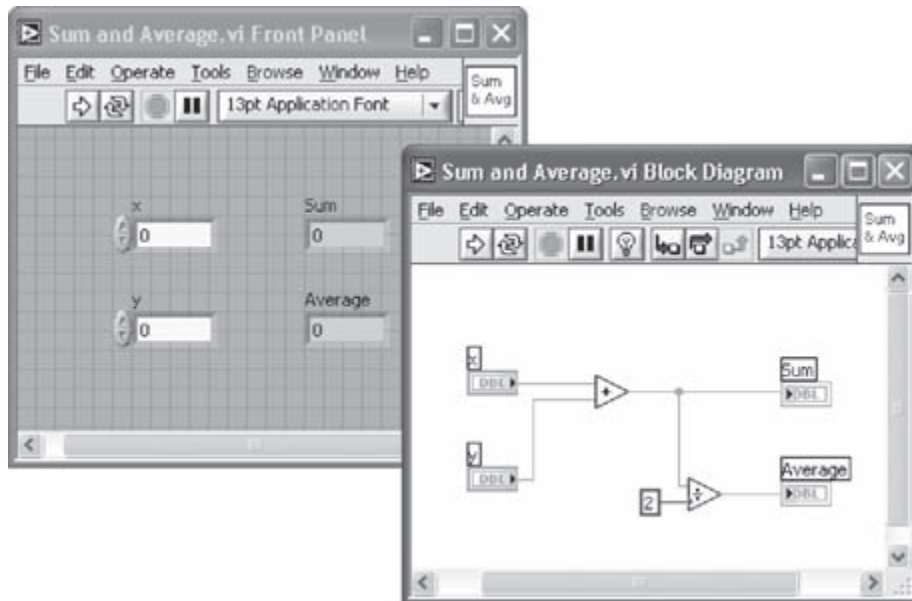 Sum and Average.vi Front Panel
File Edit Operate Tools Browse Window Help
Sum
& Avg
13pt Application Font
x
0
Sum
0
y
0
Average
0
Sum and Average.vi Block Diagram
File Edit Operate Tools Browse Window Help
Sum
& Avg
13pt Applica
x
DBL
+
Sum
DBL
y
DBL
Average
2
÷
DBL